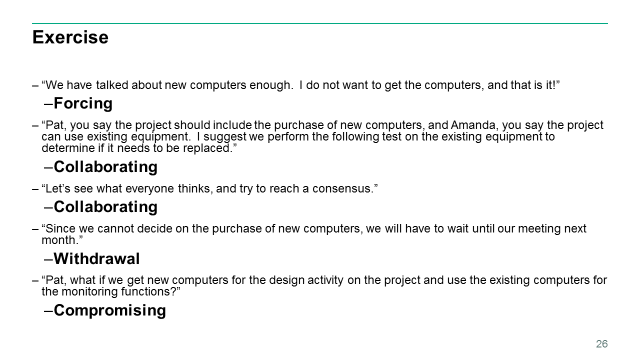 Exercise
– “We have talked about new computers enough.  I do not want to get the computers, and that is it!”
–Forcing
– “Pat, you say the project should include the purchase of new computers, and Amanda, you say the project
can use existing equipment.  I suggest we perform the following test on the existing equipment to
determine if it needs to be replaced.”
–Collaborating
– “Let’s see what everyone thinks, and try to reach a consensus.”
–Collaborating
– “Since we cannot decide on the purchase of new computers, we will have to wait until our meeting next
month.”
–Withdrawal
– “Pat, what if we get new computers for the design activity on the project and use the existing computers for
the monitoring functions?”
–Compromising
26